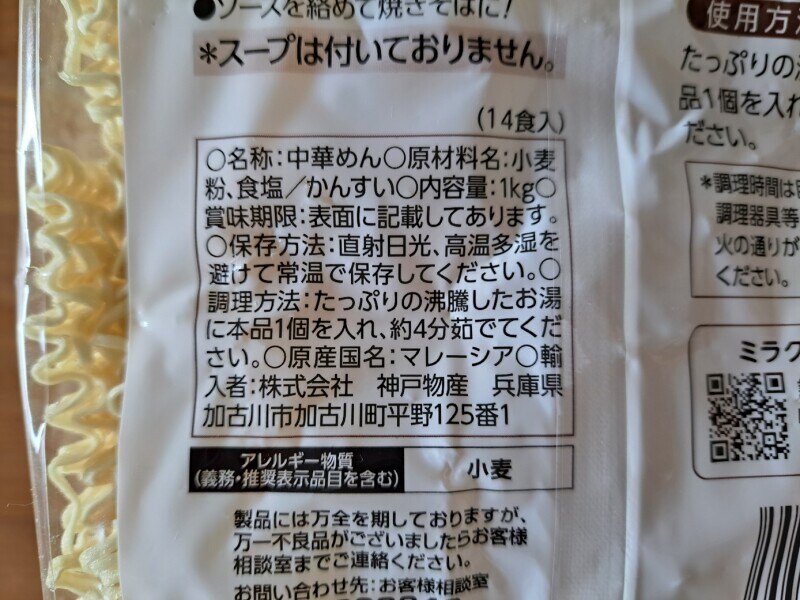 ●ソースを絡めて焼きそばに!
*スープは付いておりません。
(14食入)
○名称:中華めん○原材料名:小麦
粉、食塩/かんすい○内容量:1kg○
賞味期限:表面に記載してあります。
○保存方法:直射日光、高温多湿を
避けて常温で保存してください。○
調理方法:たっぷりの沸騰したお湯
に本品1個を入れ、約4分茹でてくだ
さい。○原産国名:マレーシア○輸
入者:株式会社 神戸物産 兵庫県
加古川市加古川町平野125番1
アレルギー物質
(義務・推奨表示品目を含む)
小麦
製品には万全を期しておりますが、
万一不良品がございましたらお客様
相談室までご連絡ください。
お問い合わせ先:お客様相談室
使用方
たっぷりの
品1個を入れ
ださい。
*調理時間は
調理器具等
火の通りが
ください。
ミラク